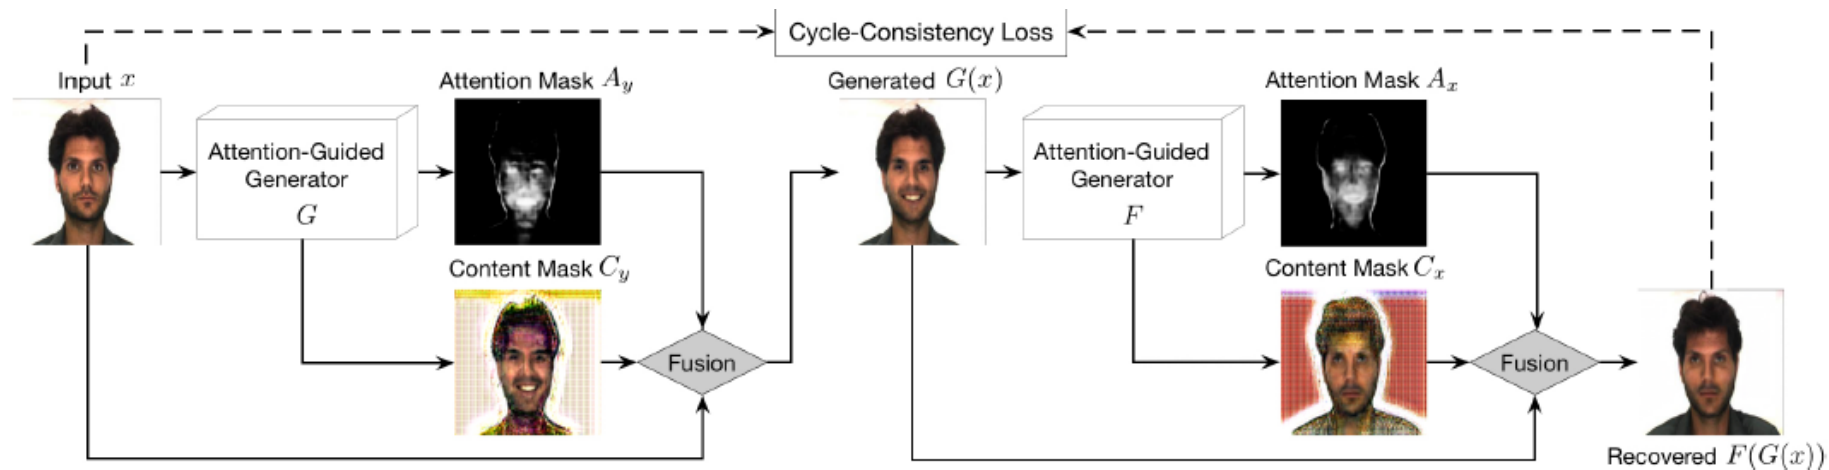 Cycle-Consistency Loss
Input x
Attention Mask A_y
Generated G(x)
Attention Mask A_x
Attention-Guided
Generator
G
Attention-Guided
Generator
F
Content Mask C_y
Content Mask C_x
Fusion
Fusion
Recovered F(G(x))